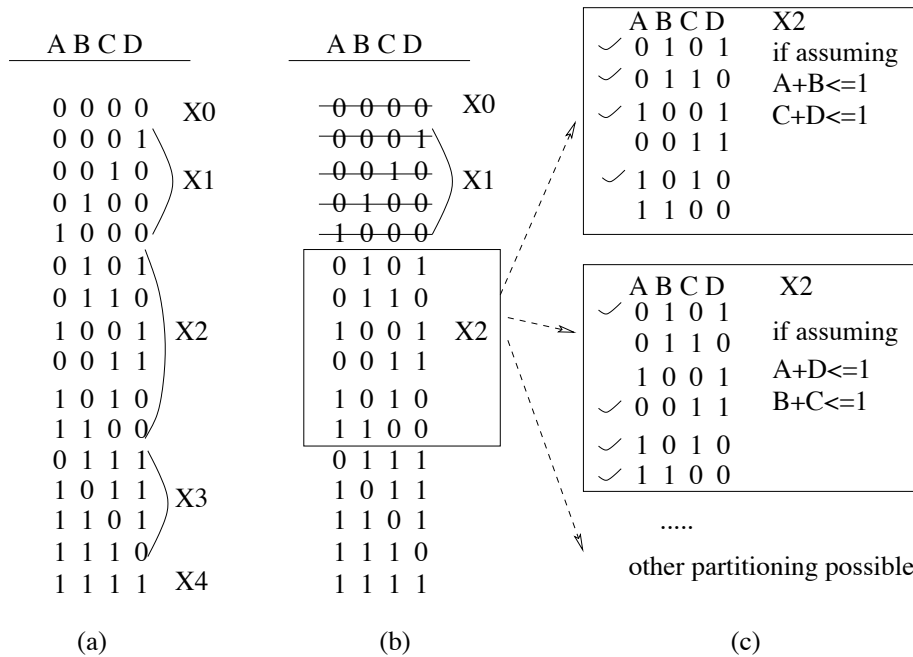 A B C D
0 0 0 0
X0
0 0 0 1
0 0 1 0
X1
0 1 0 0
1 0 0 0
0 1 0 1
0 1 1 0
1 0 0 1
X2
0 0 1 1
1 0 1 0
1 1 0 0
0 1 1 1
1 0 1 1
X3
1 1 0 1
1 1 1 0
1 1 1 1
X4
(a)
A B C D
0 0 0 0
X0
0 0 0 1
0 0 1 0
X1
0 1 0 0
1 0 0 0
0 1 0 1
0 1 1 0
1 0 0 1
X2
0 0 1 1
1 0 1 0
1 1 0 0
0 1 1 1
1 0 1 1
1 1 0 1
1 1 1 0
1 1 1 1
(b)
A B C D
X2
0 1 0 1
if assuming
0 1 1 0
A+B<=1
1 0 0 1
C+D<=1
0 0 1 1
1 0 1 0
1 1 0 0
A B C D
X2
0 1 0 1
if assuming
0 1 1 0
A+D<=1
1 0 0 1
B+C<=1
0 0 1 1
1 0 1 0
1 1 0 0
.....
other partitioning possible
(c)